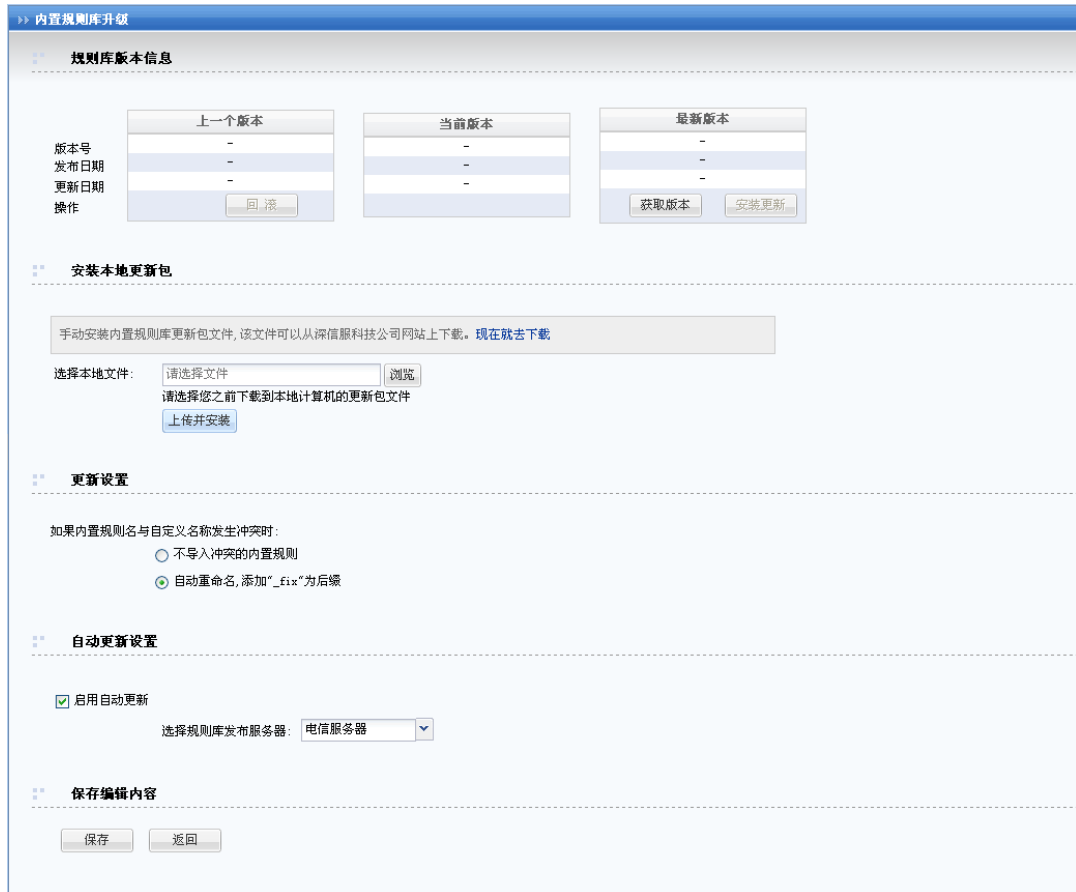 内置规则库升级
规则库版本信息
上一个版本 当前版本 最新版本
版本号 - - -
发布日期 - - -
更新日期 - - -
操作 回 滚 获取版本 安装更新
安装本地更新包
手动安装内置规则库更新包文件,该文件可以从深信服科技公司网站上下载。现在就去下载
选择本地文件: 请选择文件 浏览
请选择您之前下载到本地计算机的更新包文件
上传并安装
更新设置
如果内置规则名与自定义名称发生冲突时:
不导入冲突的内置规则
自动重命名,添加"_fix"为后缀
自动更新设置
启用自动更新
选择规则库发布服务器: 电信服务器
保存编辑内容
保存 返回